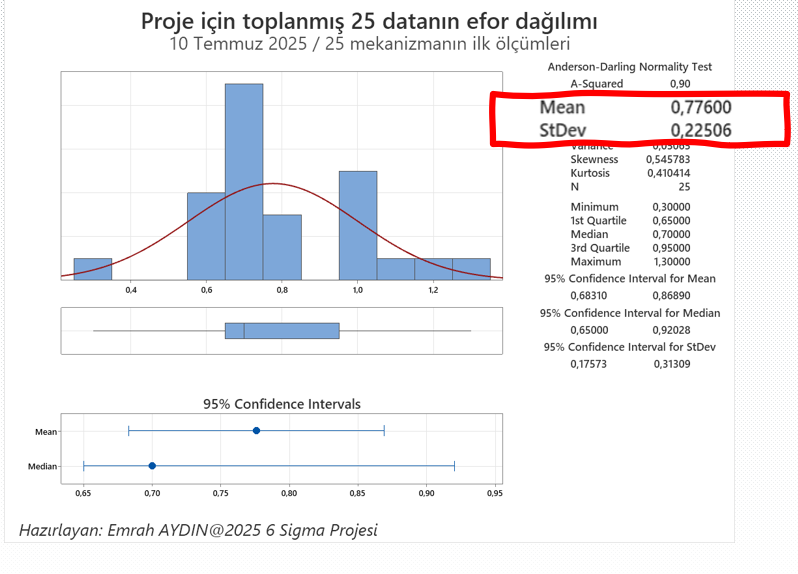 Proje için toplanmış 25 datanın efor dağılımı
10 Temmuz 2025 / 25 mekanizmanın ilk ölçümleri
Anderson-Darling Normality Test
A-Squared 0,90
Mean 0,77600
StDev 0,22506
Variance 0,05065
Skewness 0,545783
Kurtosis 0,410414
N 25
Minimum 0,30000
1st Quartile 0,65000
Median 0,70000
3rd Quartile 0,95000
Maximum 1,30000
95% Confidence Interval for Mean
0,68310 0,86890
95% Confidence Interval for Median
0,65000 0,92028
95% Confidence Interval for StDev
0,17573 0,31309
0,4 0,6 0,8 1,0 1,2
95% Confidence Intervals
Mean
Median
0,65 0,70 0,75 0,80 0,85 0,90 0,95
Hazırlayan: Emrah AYDIN@2025 6 Sigma Projesi